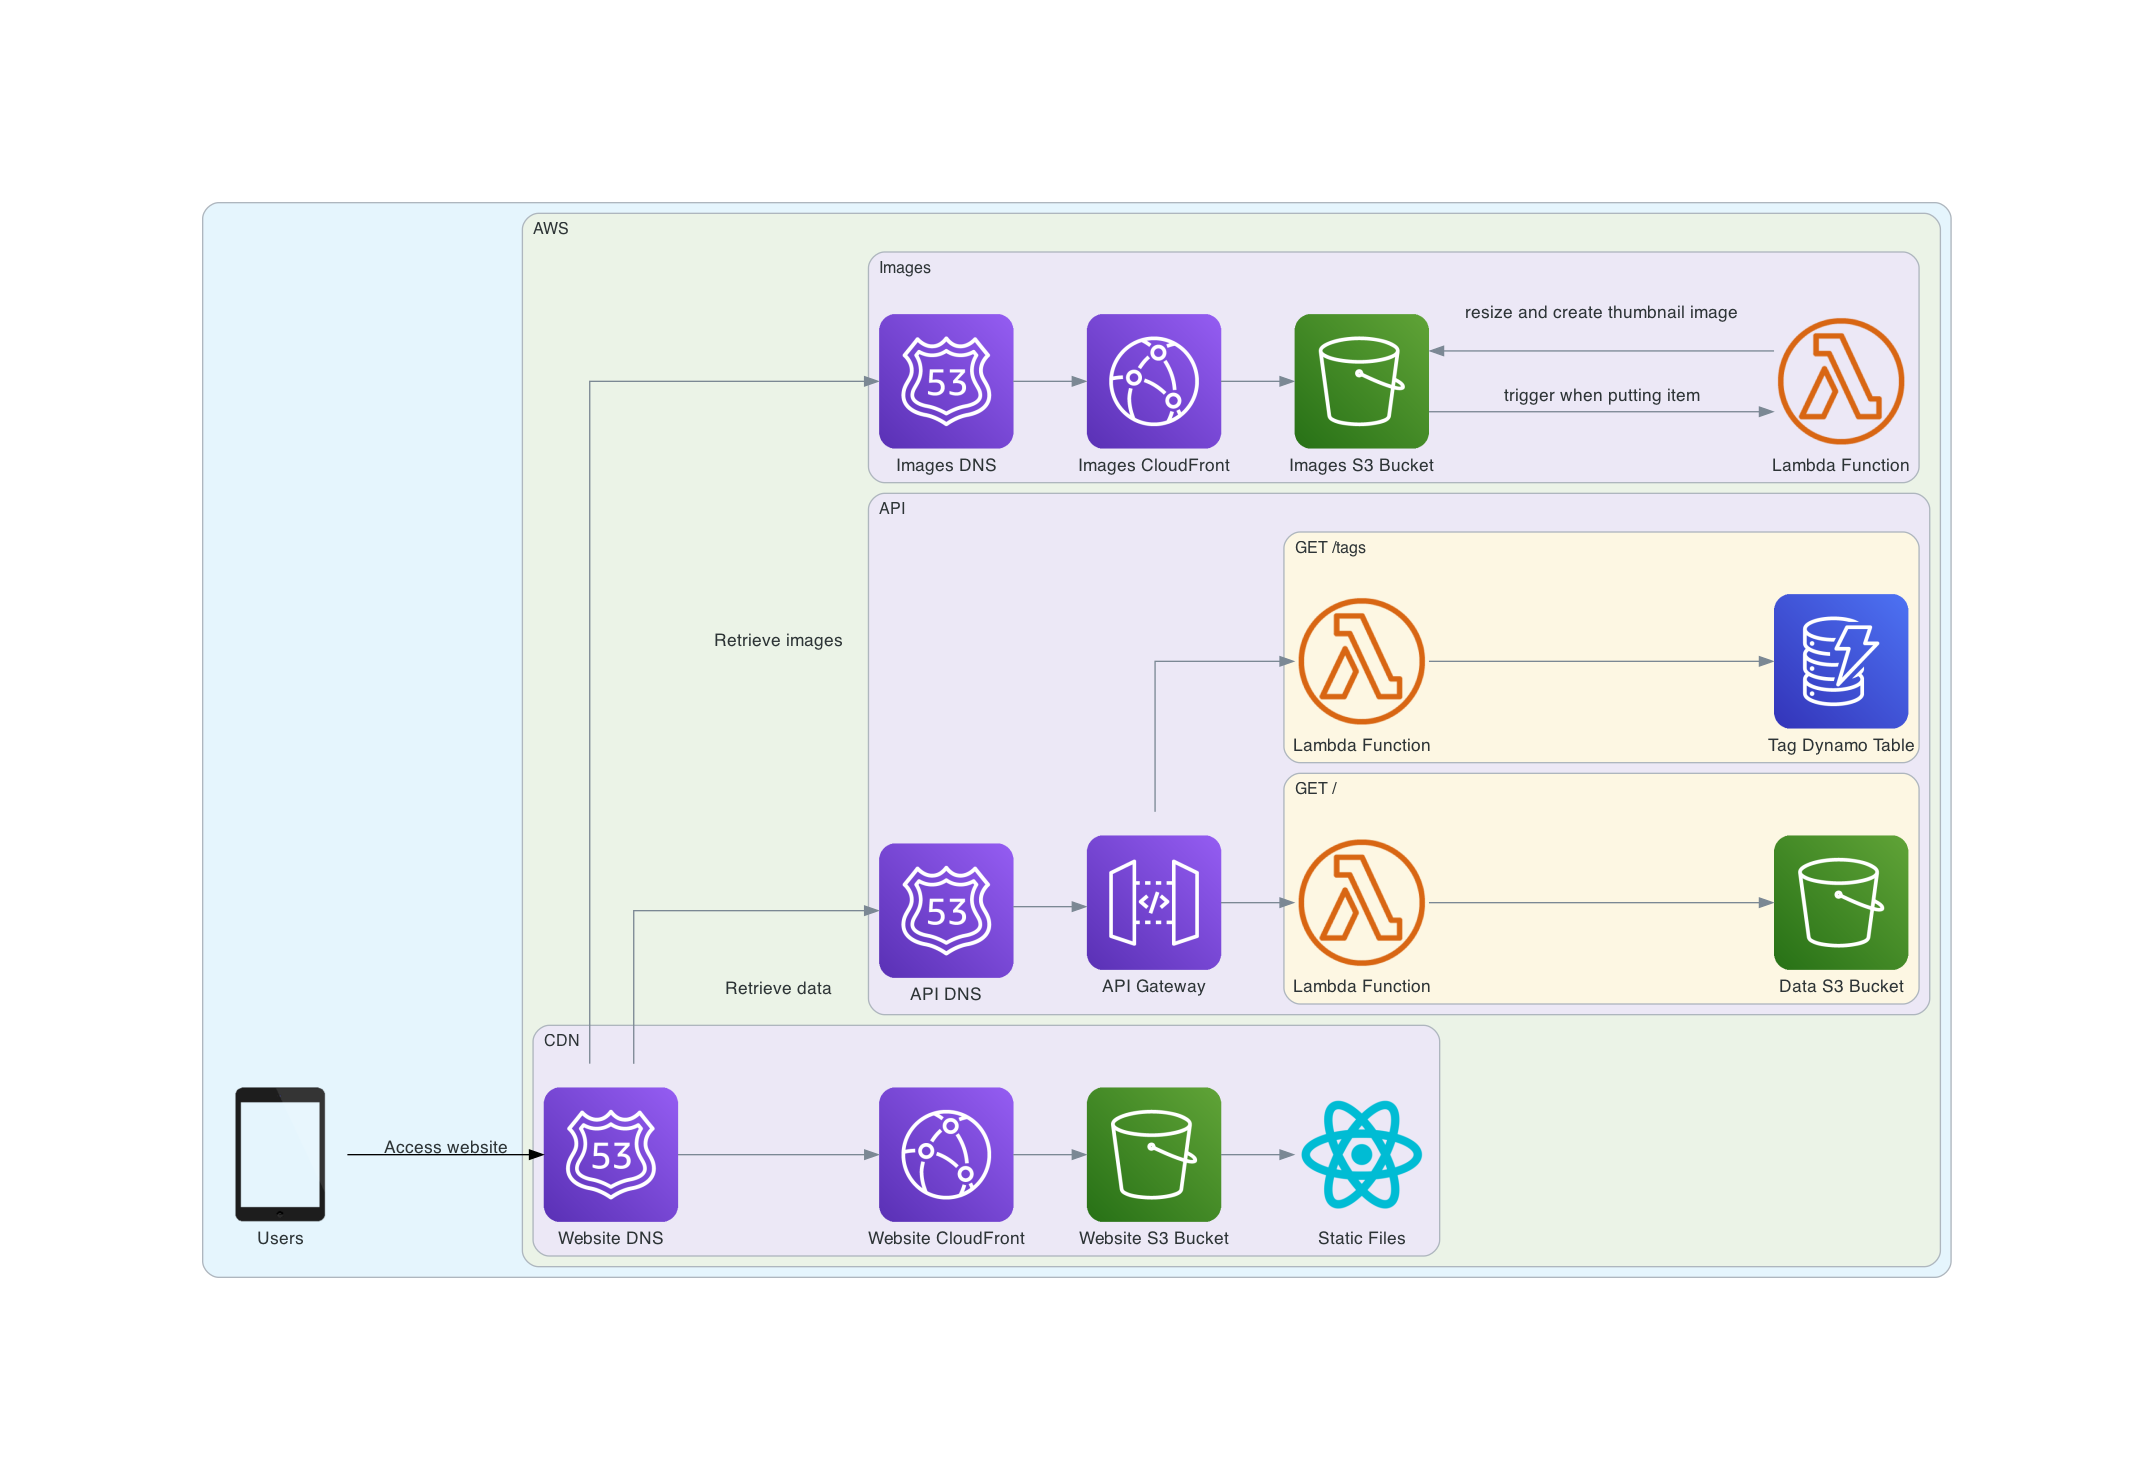 AWS
Images
resize and create thumbnail image
53
trigger when putting item
Images DNS
Images CloudFront
Images S3 Bucket
Lambda Function
API
GET /tags
Retrieve images
Lambda Function
Tag Dynamo Table
GET /
53
</>
Retrieve data
API DNS
API Gateway
Lambda Function
Data S3 Bucket
CDN
Access website
53
Users
Website DNS
Website CloudFront
Website S3 Bucket
Static Files